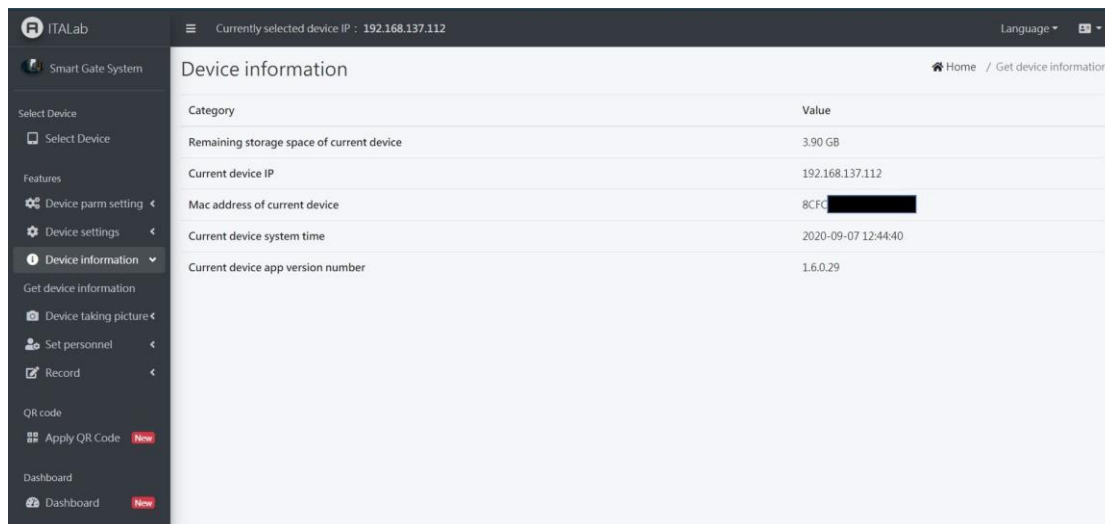 ITALab
Currently selected device IP : 192.168.137.112
Language
Smart Gate System
Device information
Home / Get device information
Select Device
Select Device
Features
Device parm setting
Device settings
Device information
Get device information
Device taking picture
Set personnel
Record
QR code
Apply QR Code New
Dashboard
Dashboard New
Category Value
Remaining storage space of current device 3.90 GB
Current device IP 192.168.137.112
Mac address of current device 8CFC
Current device system time 2020-09-07 12:44:40
Current device app version number 1.6.0.29